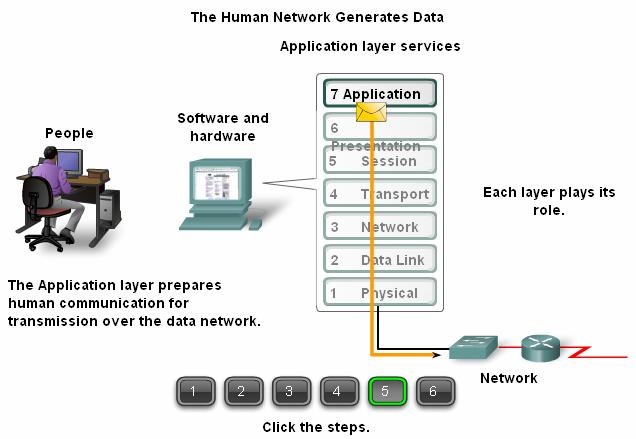 The Human Network Generates Data
Application layer services
7 Application
6
Presentation
5 Session
4 Transport
3 Network
2 Data Link
1 Physical
People
Software and
hardware
Each layer plays its
role.
The Application layer prepares
human communication for
transmission over the data network.
Network
1 2 3 4 5 6
Click the steps.